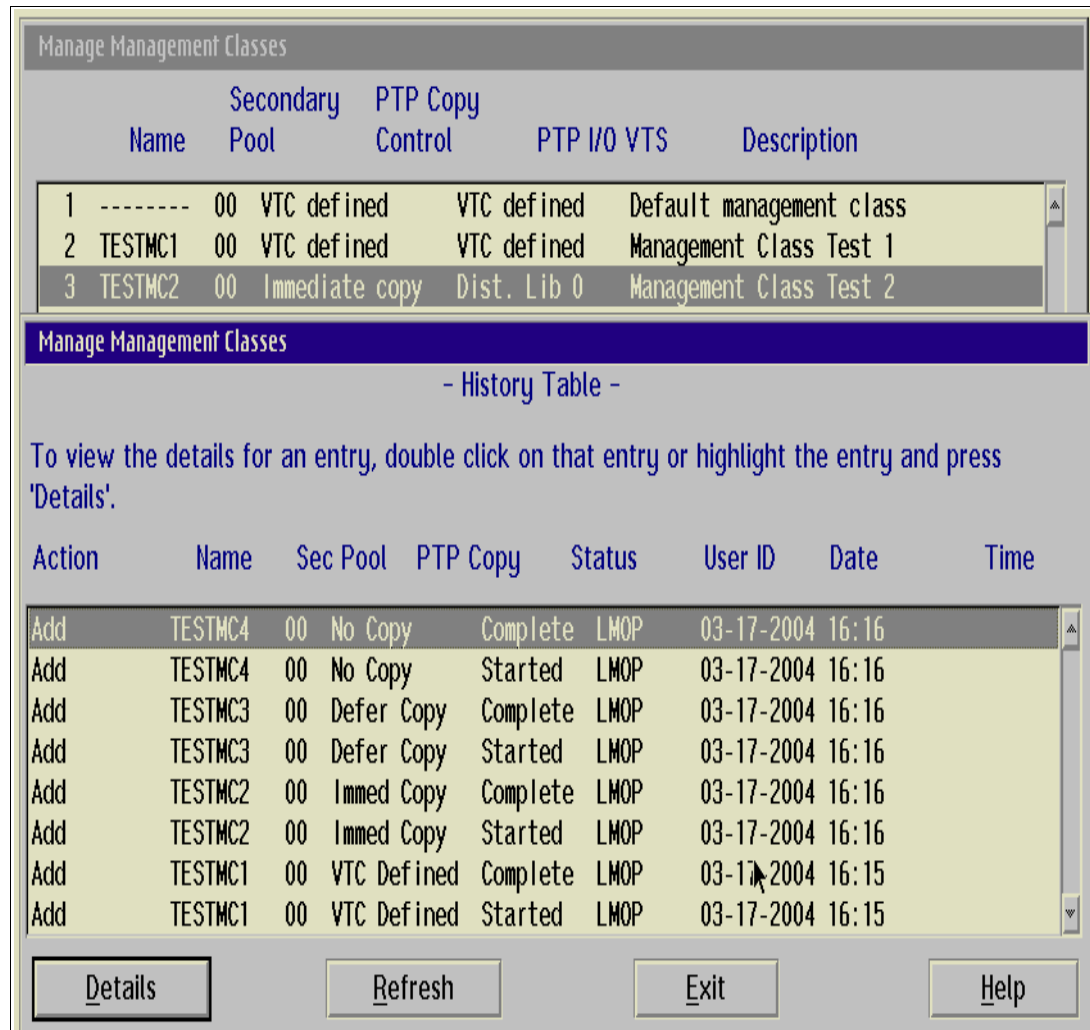 Manage Management Classes
Secondary PTP Copy
Name Pool Control PTP I/O VTS Description
1 -------- 00 VTC defined VTC defined Default management class
2 TESTMC1 00 VTC defined VTC defined Management Class Test 1
3 TESTMC2 00 Immediate copy Dist. Lib 0 Management Class Test 2
Manage Management Classes
- History Table -
To view the details for an entry, double click on that entry or highlight the entry and press
'Details'.
Action Name Sec Pool PTP Copy Status User ID Date Time
Add TESTMC4 00 No Copy Complete LMOP 03-17-2004 16:16
Add TESTMC4 00 No Copy Started LMOP 03-17-2004 16:16
Add TESTMC3 00 Defer Copy Complete LMOP 03-17-2004 16:16
Add TESTMC3 00 Defer Copy Started LMOP 03-17-2004 16:16
Add TESTMC2 00 Immed Copy Complete LMOP 03-17-2004 16:16
Add TESTMC2 00 Immed Copy Started LMOP 03-17-2004 16:16
Add TESTMC1 00 VTC Defined Complete LMOP 03-17-2004 16:15
Add TESTMC1 00 VTC Defined Started LMOP 03-17-2004 16:15
Details Refresh Exit Help